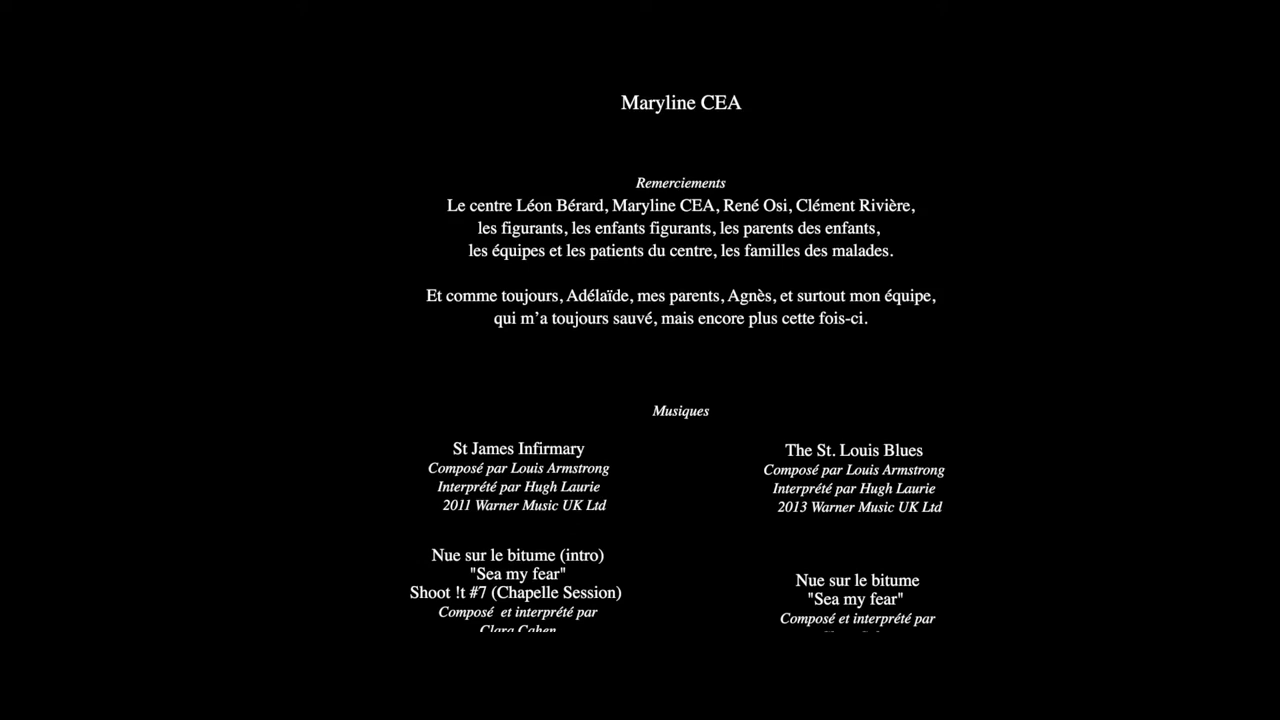 Maryline CEA
Remerciements
Le centre Léon Bérard, Maryline CEA, René Osi, Clément Rivière,
les figurants, les enfants figurants, les parents des enfants,
les équipes et les patients du centre, les familles des malades.
Et comme toujours, Adélaïde, mes parents, Agnès, et surtout mon équipe,
qui m'a toujours sauvé, mais encore plus cette fois-ci.
Musiques
St James Infirmary
Composé par Louis Armstrong
Interprété par Hugh Laurie
2011 Warner Music UK Ltd
The St. Louis Blues
Composé par Louis Armstrong
Interprété par Hugh Laurie
2013 Warner Music UK Ltd
Nue sur le bitume (intro)
"Sea my fear"
Shoot !t #7 (Chapelle Session)
Composé et interprété par
Clara Cahen
Nue sur le bitume
"Sea my fear"
Composé et interprété par